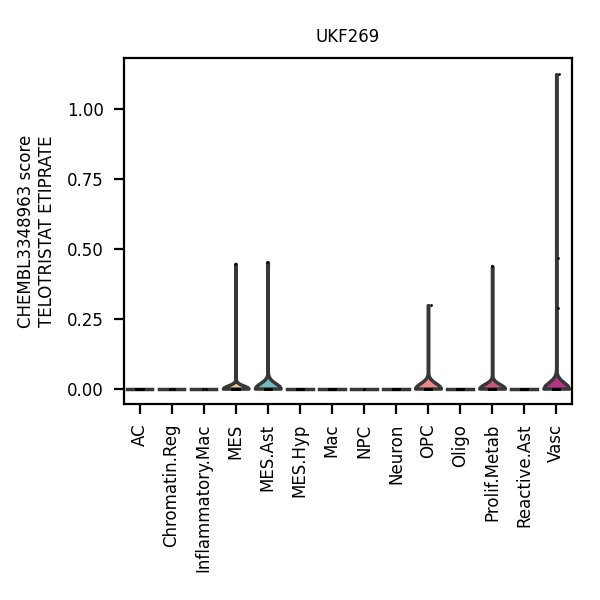 UKF269
CHEMBL3348963 score
TELOTRISTAT ETIPRATE
1.00
0.75
0.50
0.25
0.00
AC
Chromatin.Reg
Inflammatory.Mac
MES
MES.Ast
MES.Hyp
Mac
NPC
Neuron
OPC
Oligo
Prolif.Metab
Reactive.Ast
Vasc